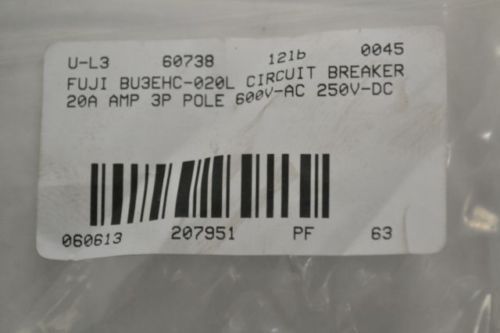 U-L3 60738 12lb 0045
FUJI BU3EHC-020L CIRCUIT BREAKER
20A AMP 3P POLE 600V-AC 250V-DC
060613 207951 PF 63